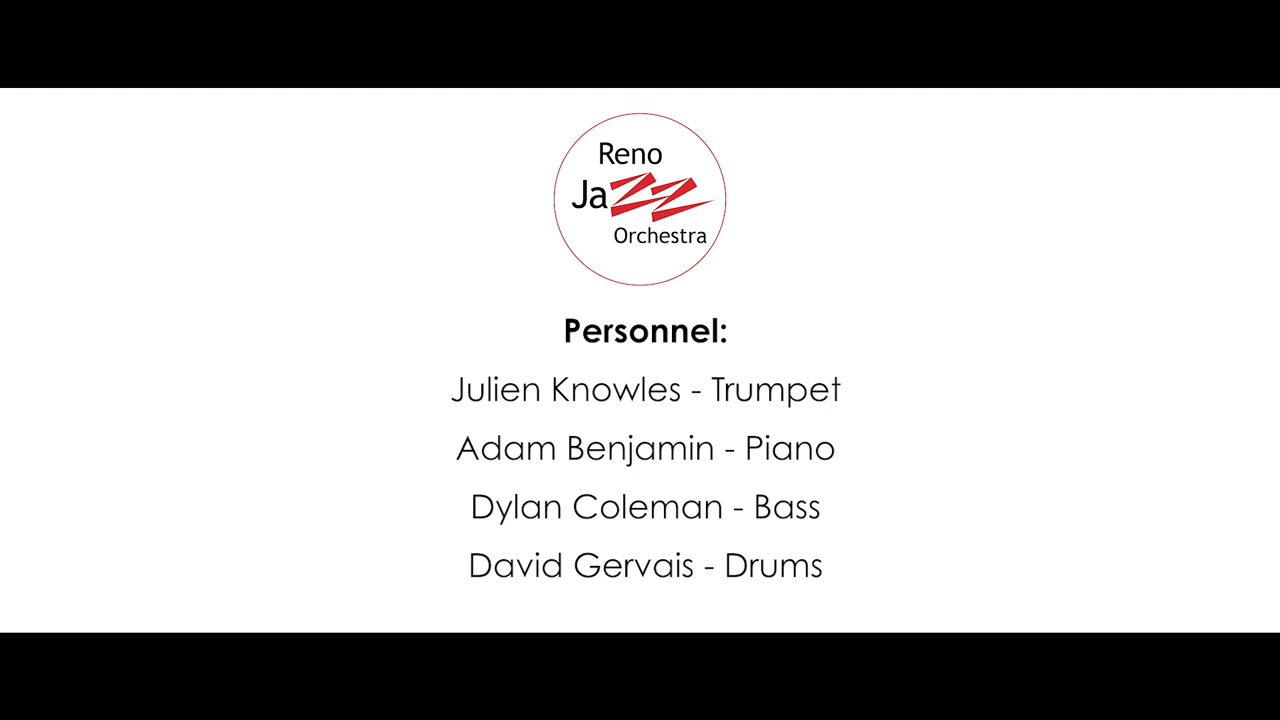 Reno
Jazz
Orchestra
Personnel:
Julien Knowles - Trumpet
Adam Benjamin - Piano
Dylan Coleman - Bass
David Gervais - Drums